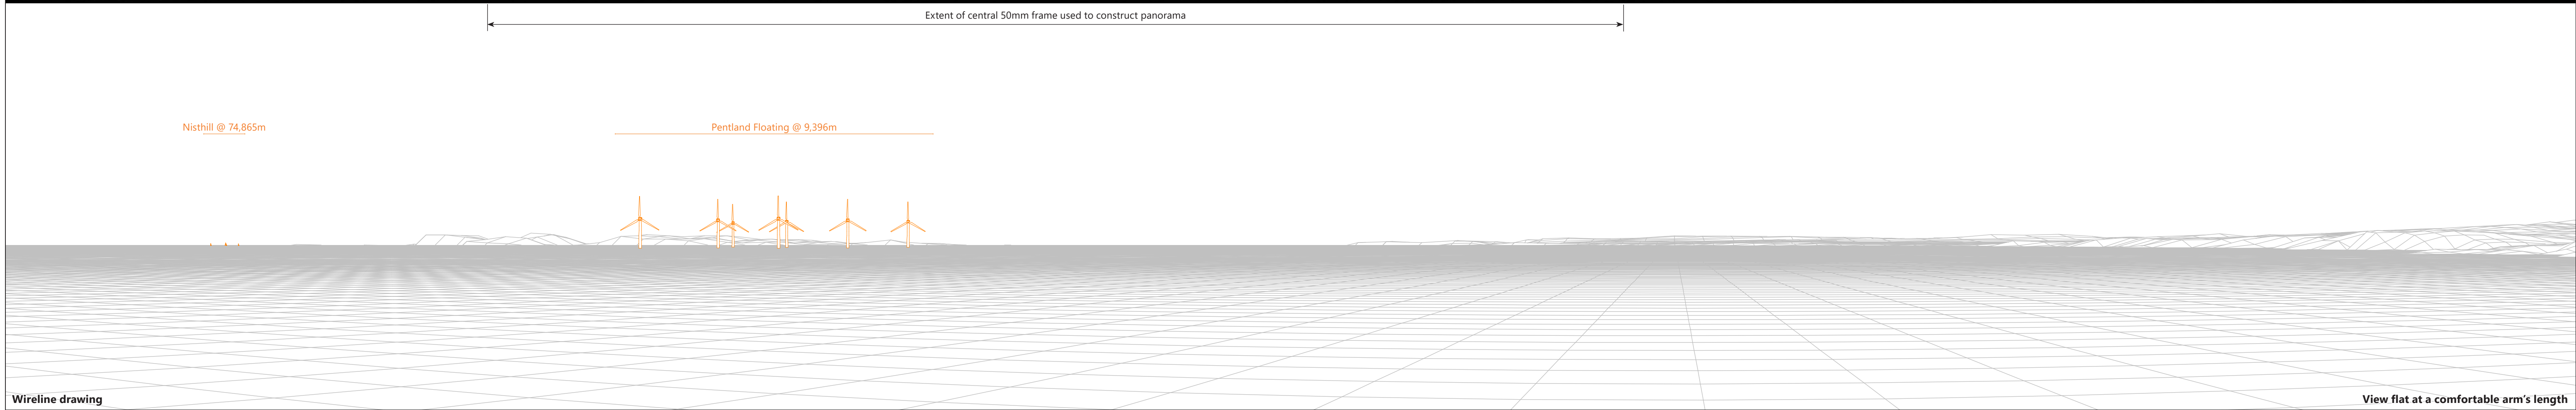 Extent of central 50mm frame used to construct panorama
Nisthill @ 74,865m
Pentland Floating @ 9,396m
Wireline drawing
View flat at a comfortable arm's length